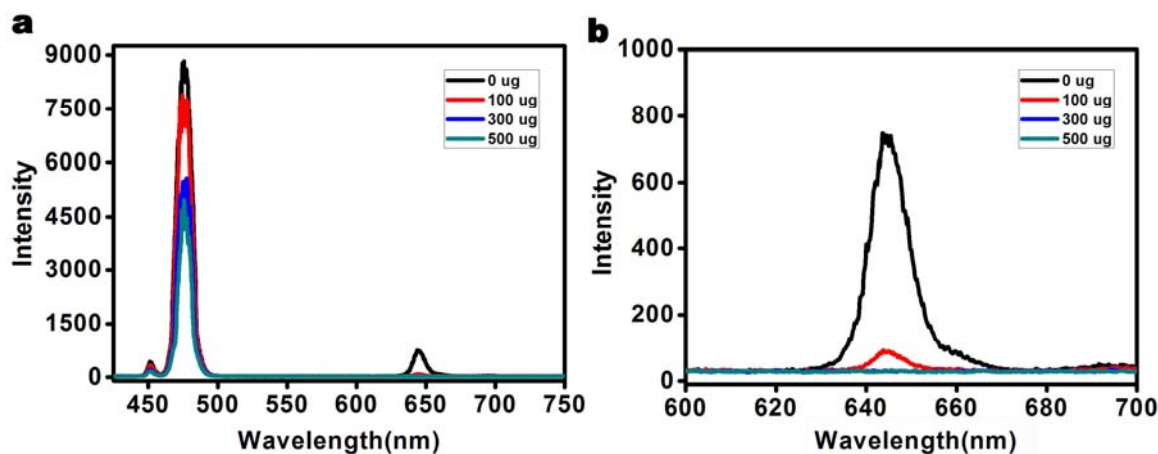 a
9000
7500
6000
4500
3000
1500
0
Intensity
450 500 550 600 650 700 750
Wavelength(nm)
0 ug
100 ug
300 ug
500 ug
b
1000
800
600
400
200
0
Intensity
600 620 640 660 680 700
Wavelength(nm)
0 ug
100 ug
300 ug
500 ug